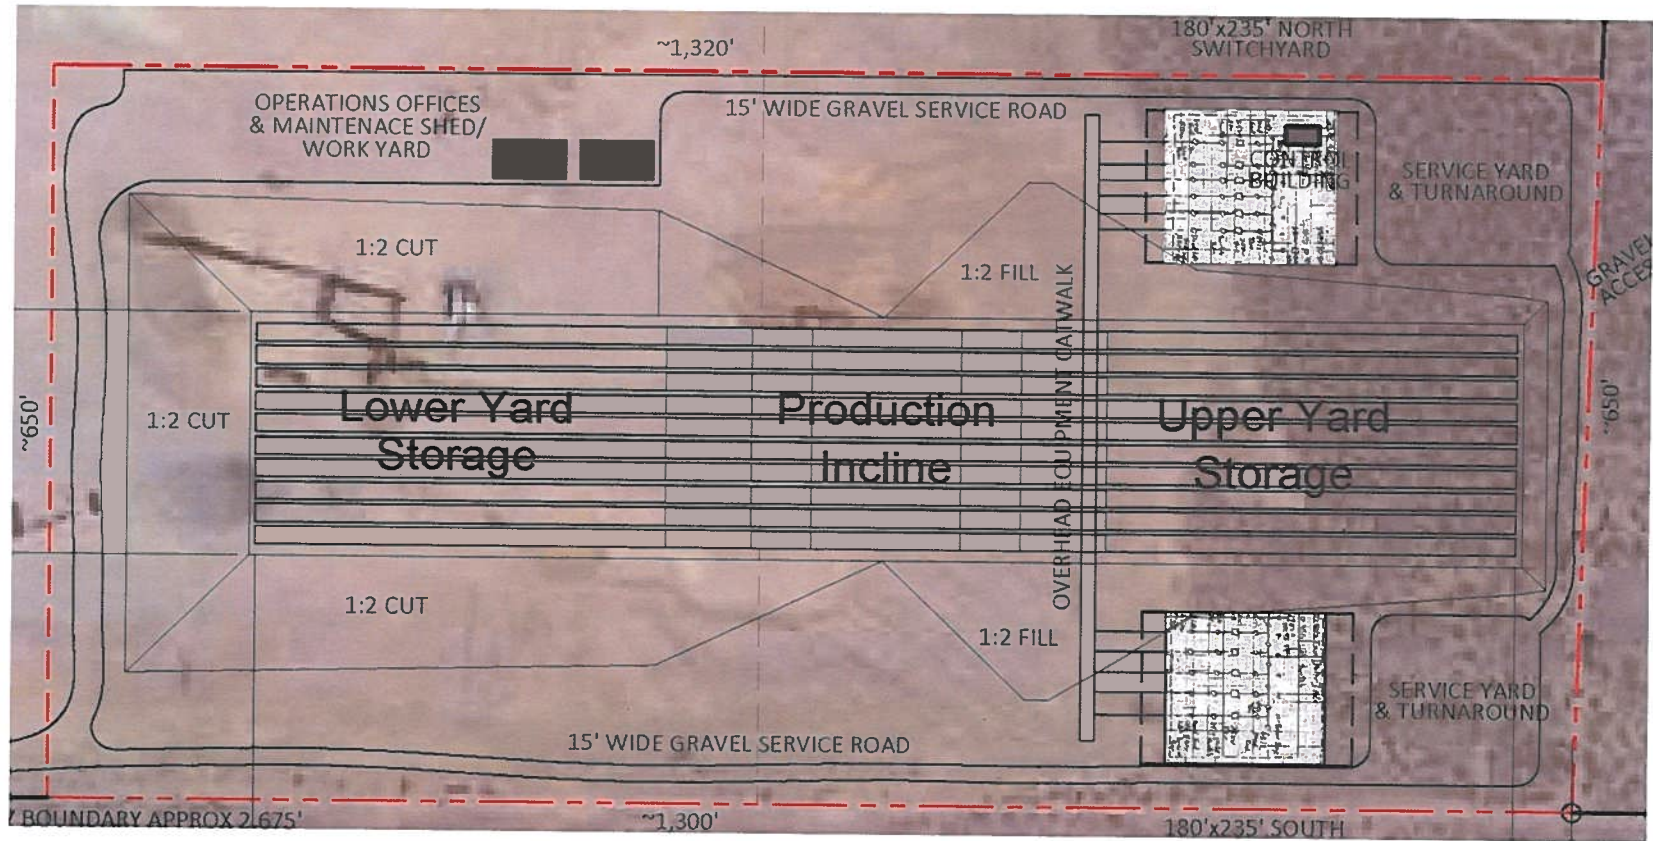 180'x235' NORTH
SWITCHYARD
~1,320'
OPERATIONS OFFICES
& MAINTENACE SHED/
WORK YARD
15' WIDE GRAVEL SERVICE ROAD
CONTROL
BUILDING
SERVICE YARD
& TURNAROUND
1:2 CUT
1:2 FILL
GRAVEL
ACCES
OVERHEAD EQUIPMENT CATWALK
~650'
1:2 CUT
Lower Yard
Storage
Production
Incline
Upper Yard
Storage
~650'
1:2 CUT
1:2 FILL
SERVICE YARD
& TURNAROUND
15' WIDE GRAVEL SERVICE ROAD
Y BOUNDARY APPROX 2,675'
~1,300'
180'x235' SOUTH